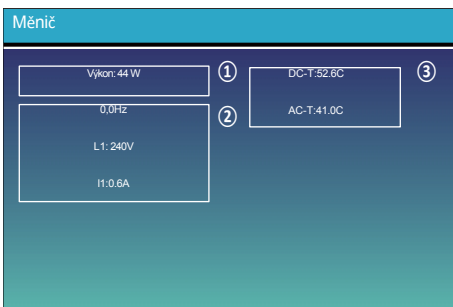 Měnič
Výkon: 44 W
①
0,0Hz
L1: 240V
I1:0.6A
②
DC-T:52.6C
AC-T:41.0C
③